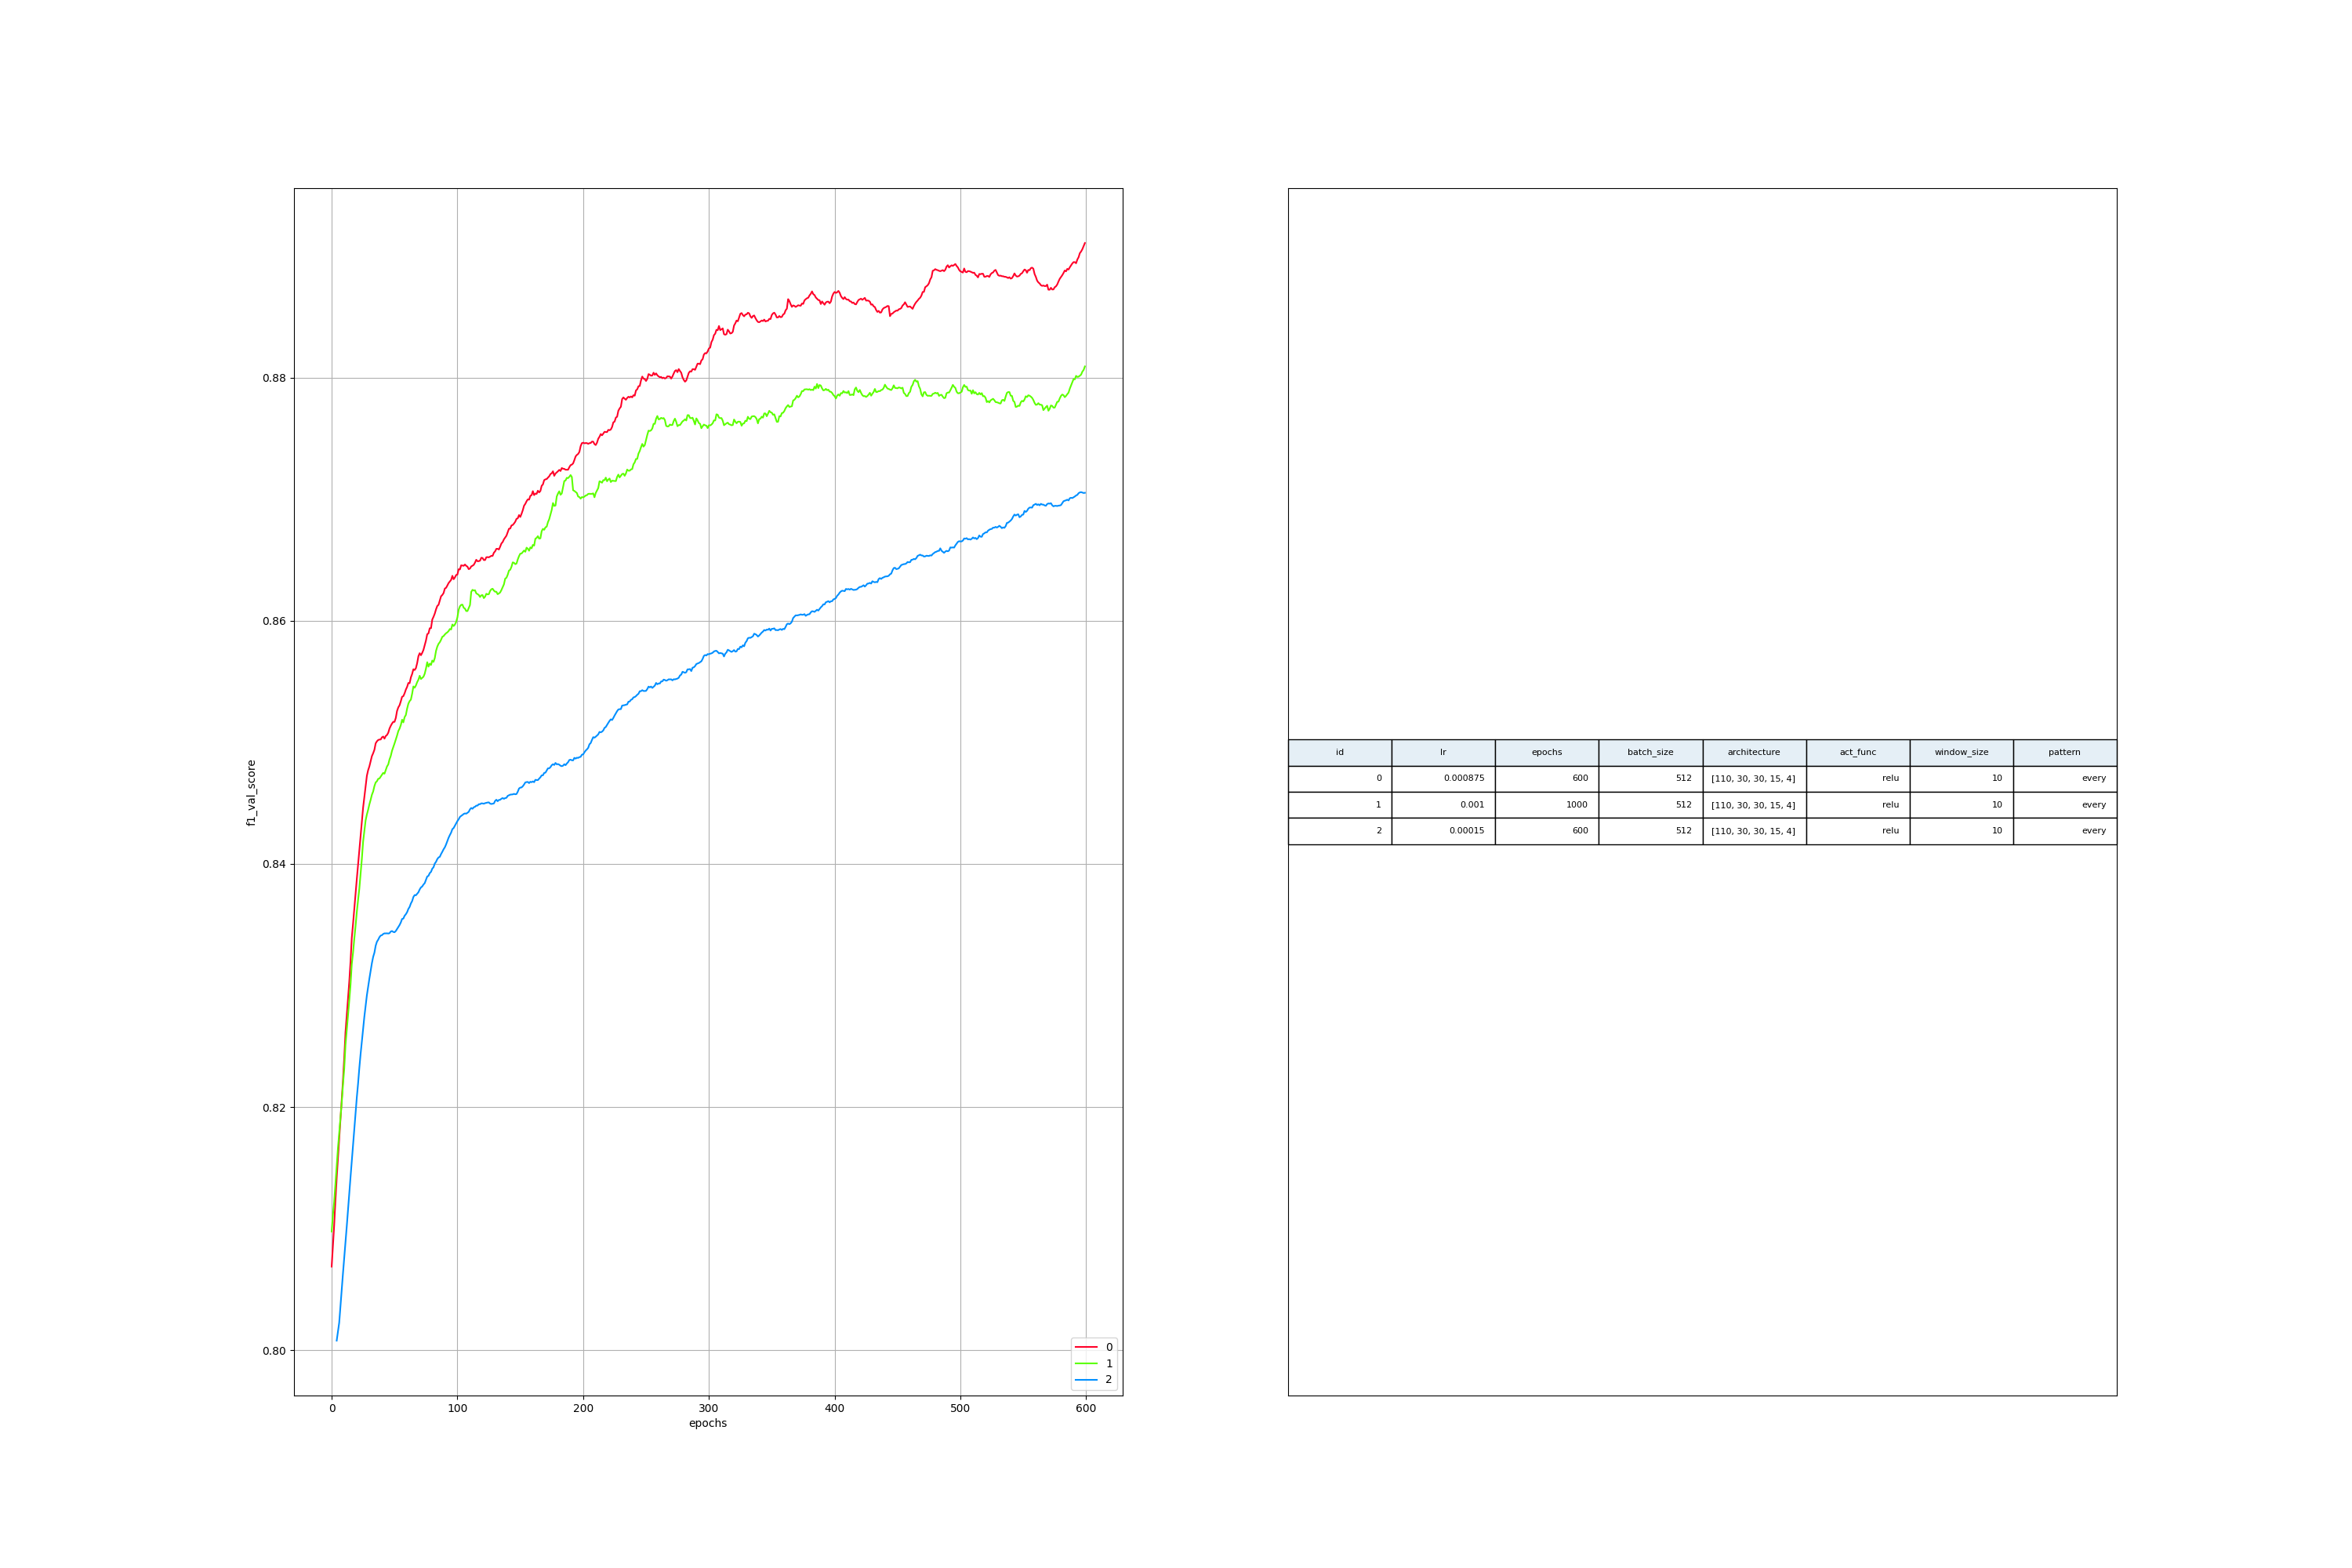 0.88
0.86
0.84
0.82
0.80
f1_val_score
0 100 200 300 400 500 600
epochs
0
1
2
id lr epochs batch_size architecture act_func window_size pattern
0 0.000875 600 512 [110, 30, 30, 15, 4] relu 10 every
1 0.001 1000 512 [110, 30, 30, 15, 4] relu 10 every
2 0.00015 600 512 [110, 30, 30, 15, 4] relu 10 every